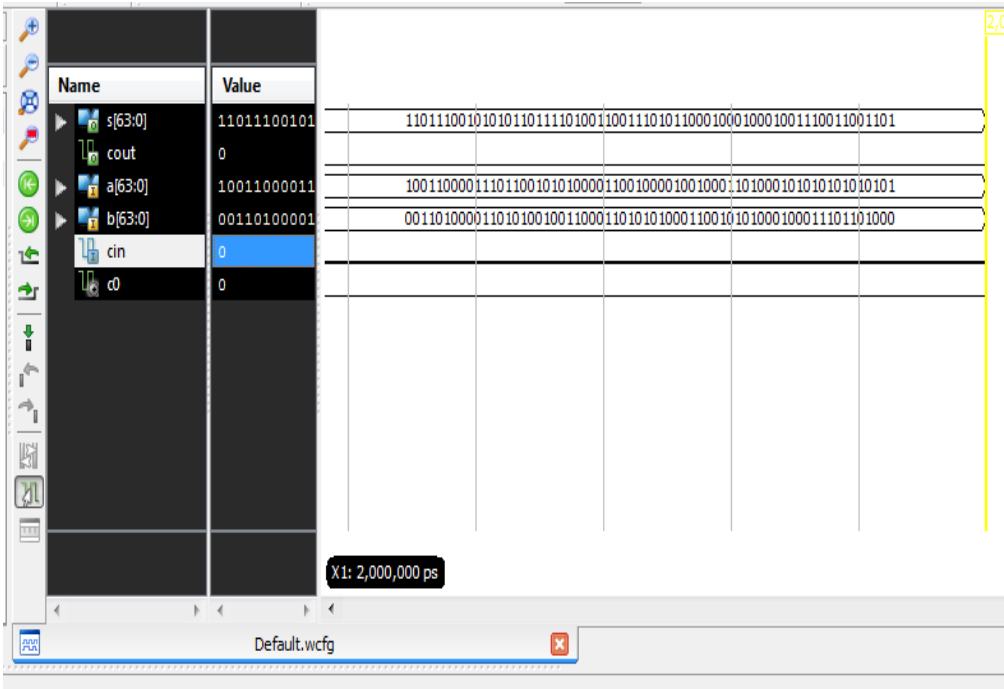 Name
Value
s[63:0]
11011100101
1101110010101011011110100110011101011000100010001001110011001101
cout
0
a[63:0]
10011000011
1001100001110110010101000011001000010010001101000101010101010101
b[63:0]
00110100001
0011010000110101001001100011010101000110010101000100011101101000
cin
0
c0
0
X1: 2,000,000 ps
Default.wcfg